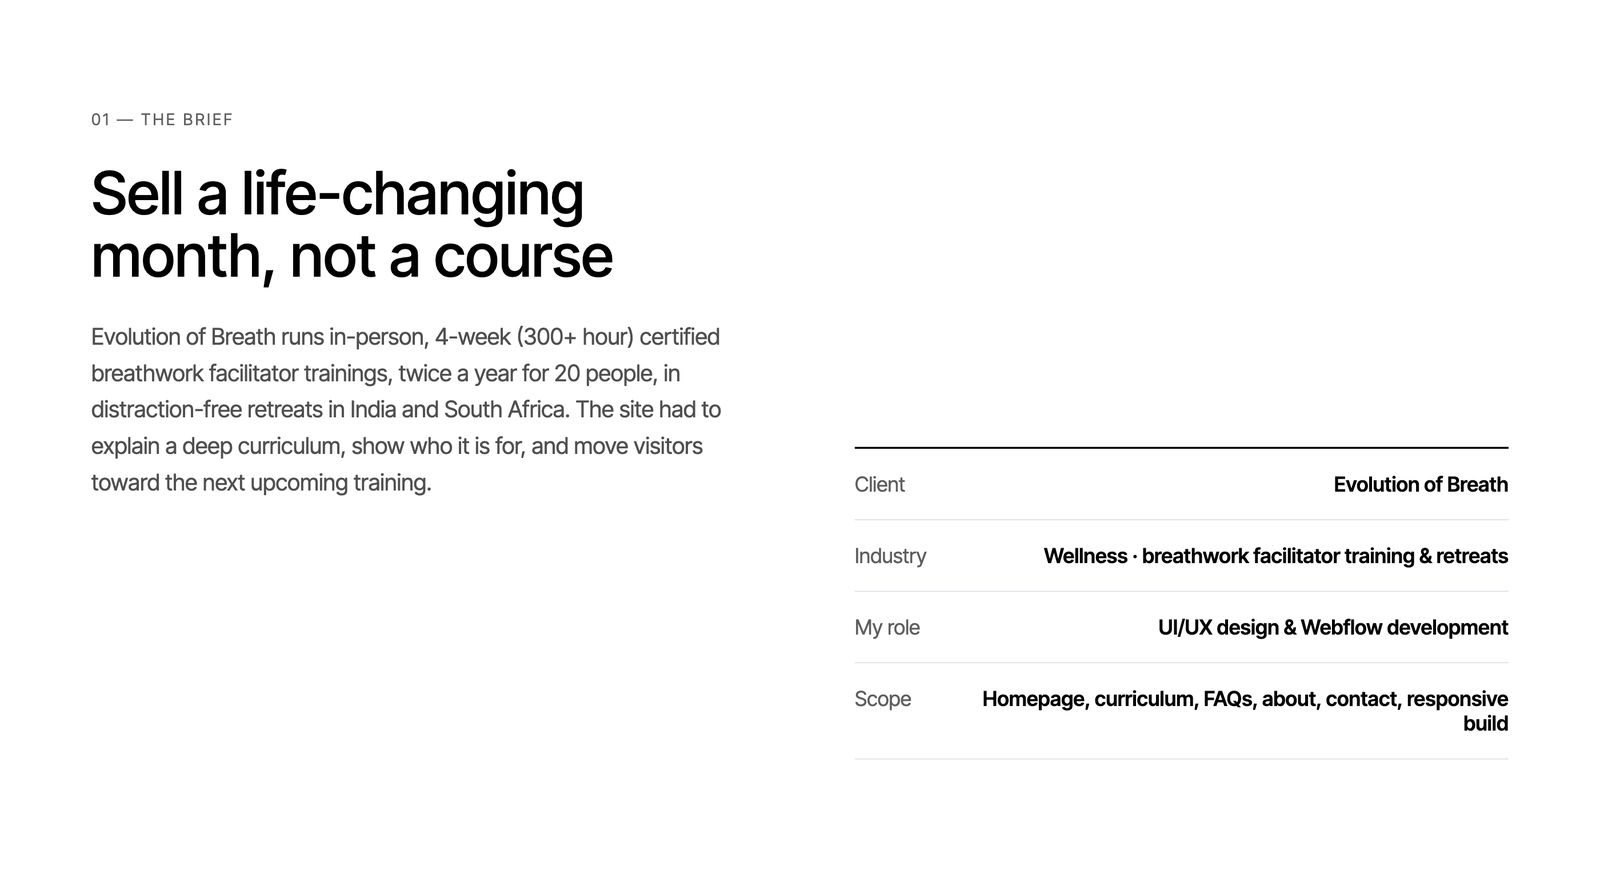 01 — THE BRIEF
Sell a life-changing
month, not a course
Evolution of Breath runs in-person, 4-week (300+ hour) certified
breathwork facilitator trainings, twice a year for 20 people, in
distraction-free retreats in India and South Africa. The site had to
explain a deep curriculum, show who it is for, and move visitors
toward the next upcoming training.
Client Evolution of Breath
Industry Wellness · breathwork facilitator training & retreats
My role UI/UX design & Webflow development
Scope Homepage, curriculum, FAQs, about, contact, responsive
build